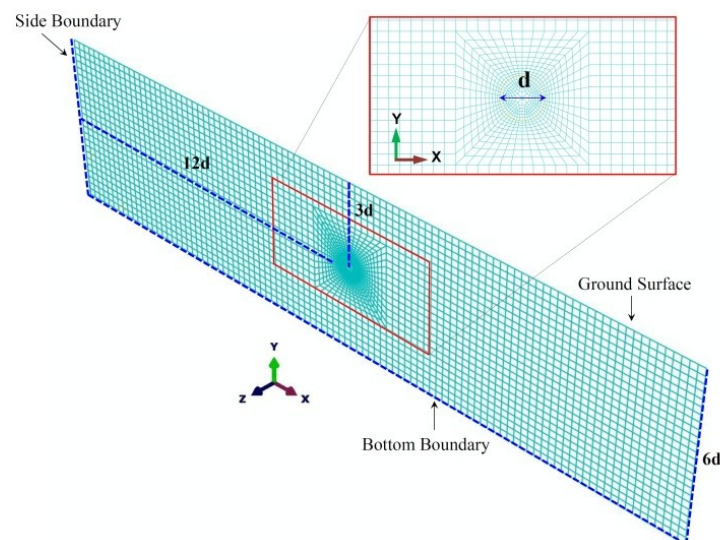 Side Boundary
d
Y
X
12d
3d
Ground Surface
Y
Z
X
Bottom Boundary
6d